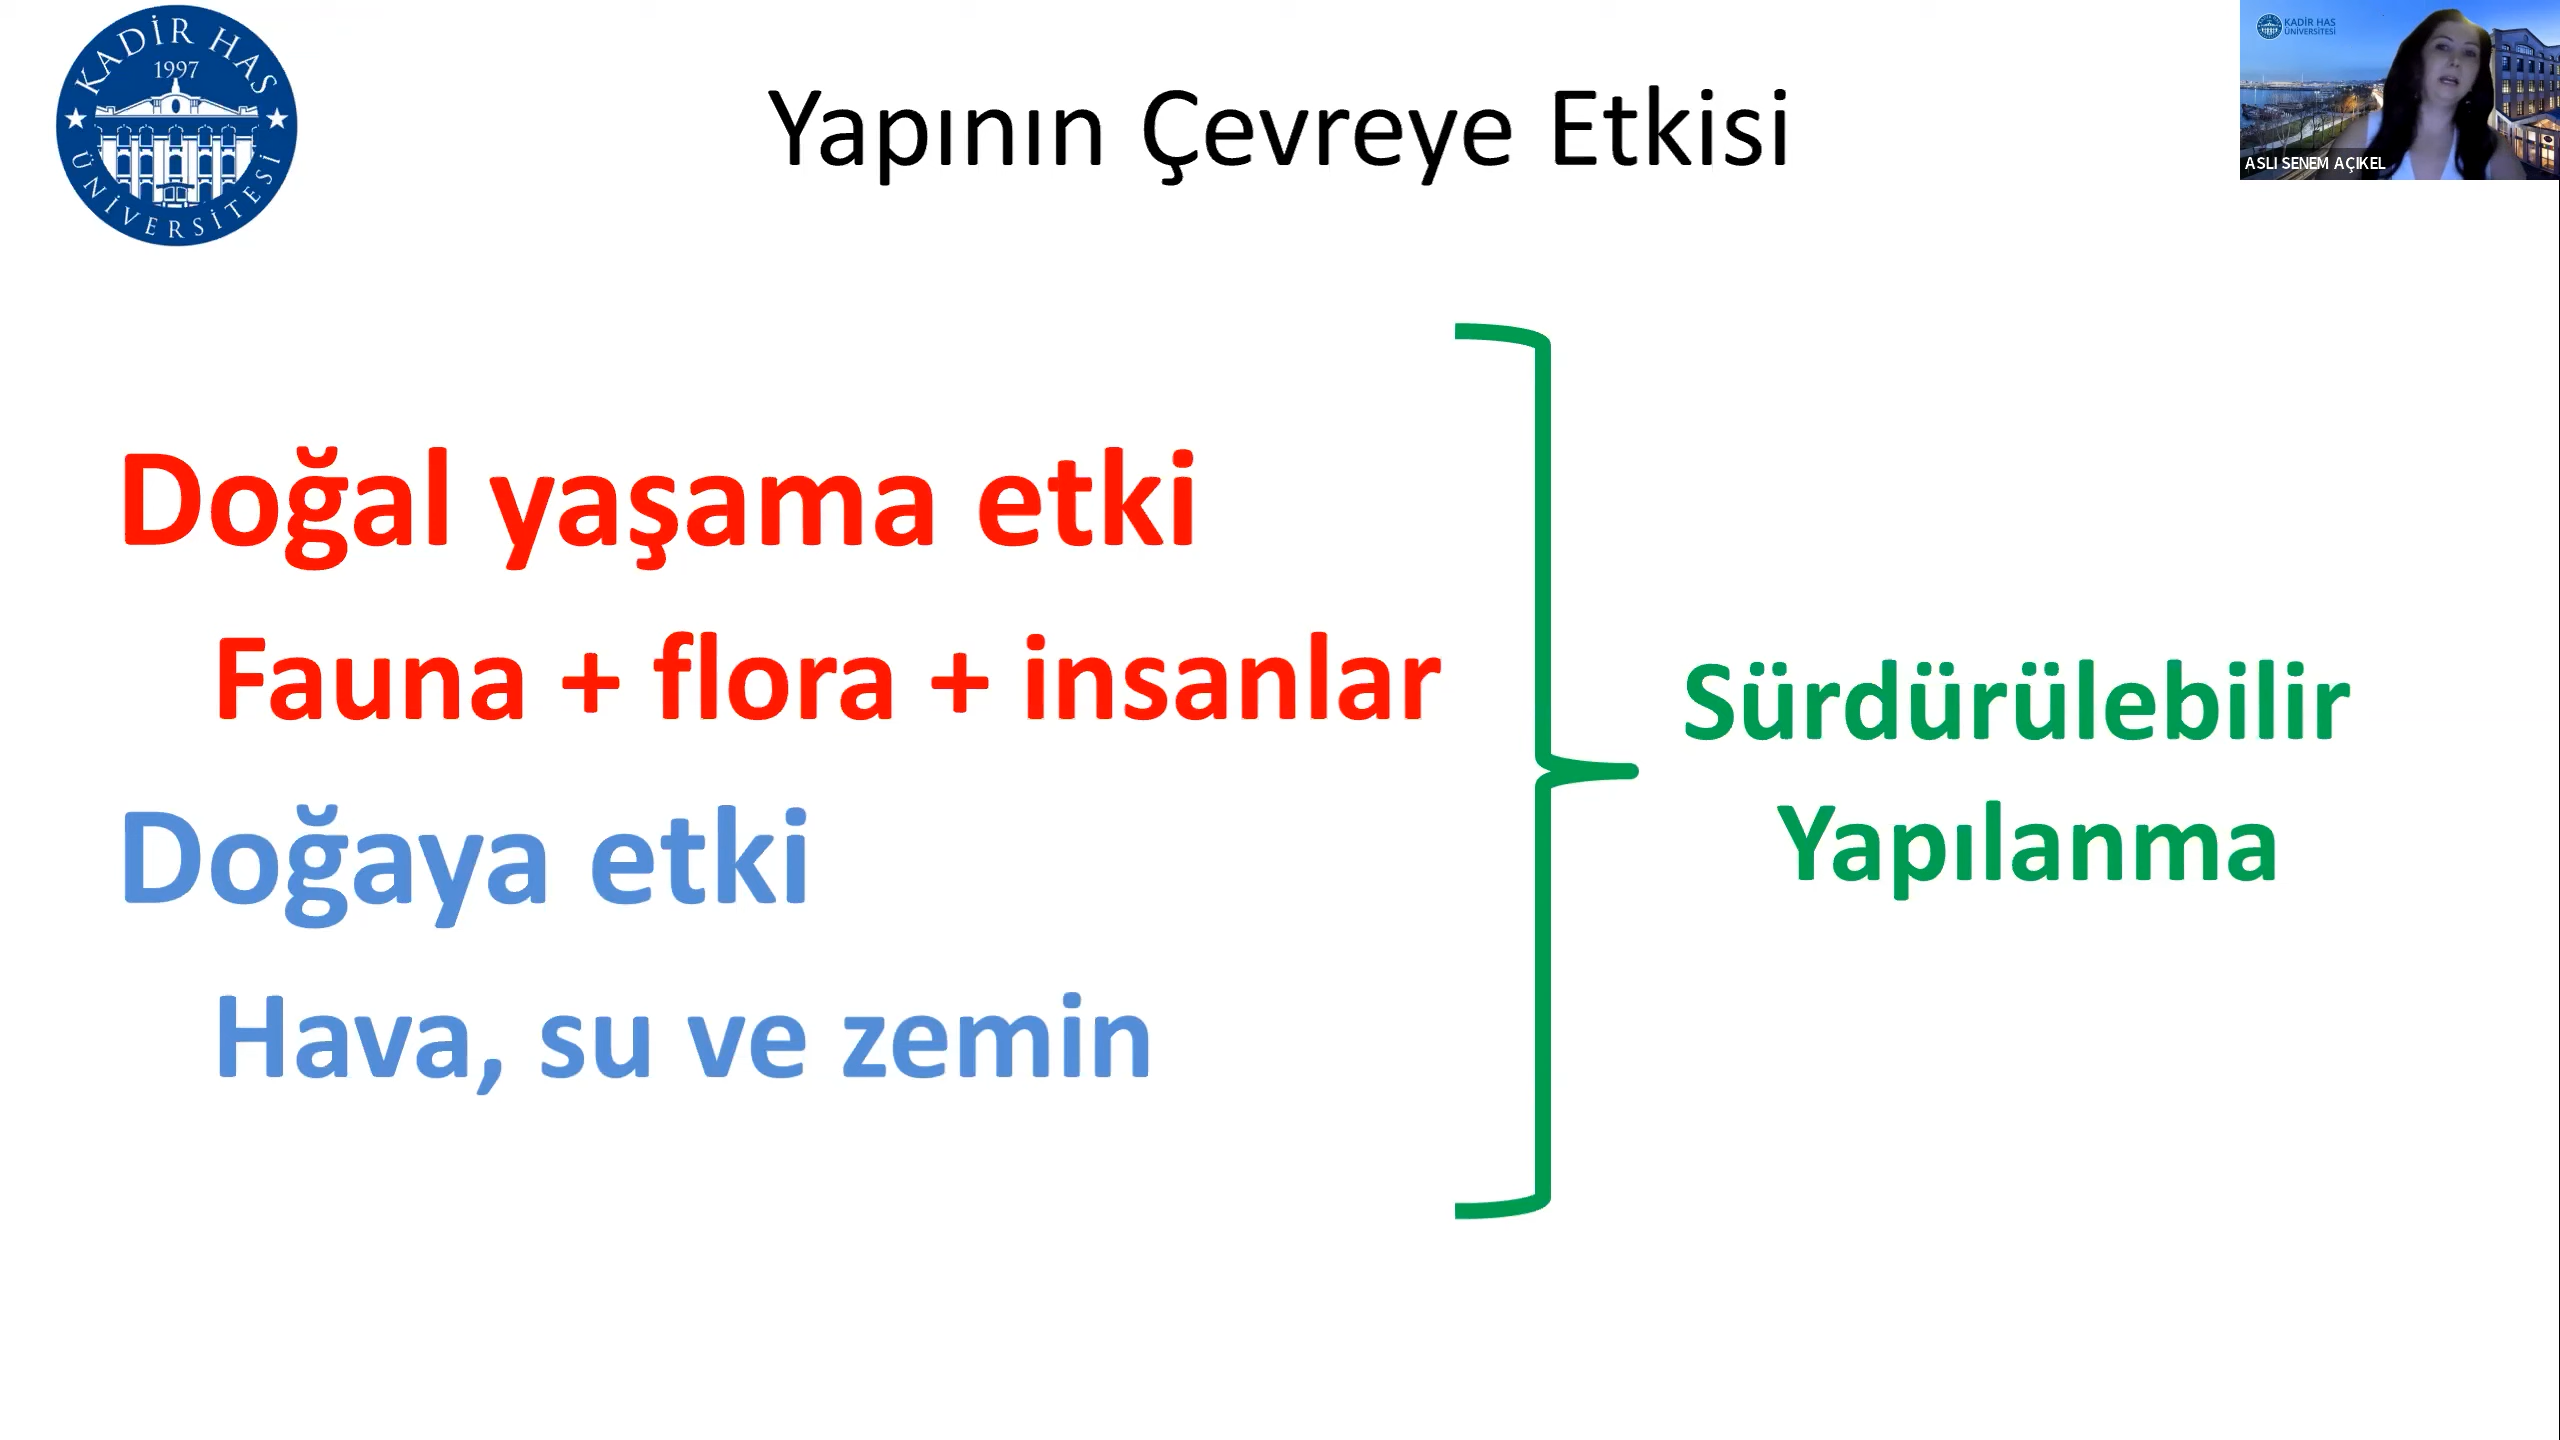 KADİR HAS
1997
ÜNİVERSİTESİ
Yapının Çevreye Etkisi
KADİR HAS
ÜNİVERSİTESİ
ASLI SENEM AÇIKEL
Doğal yaşama etki
Fauna + flora + insanlar
Doğaya etki
Hava, su ve zemin
Sürdürülebilir
Yapılanma